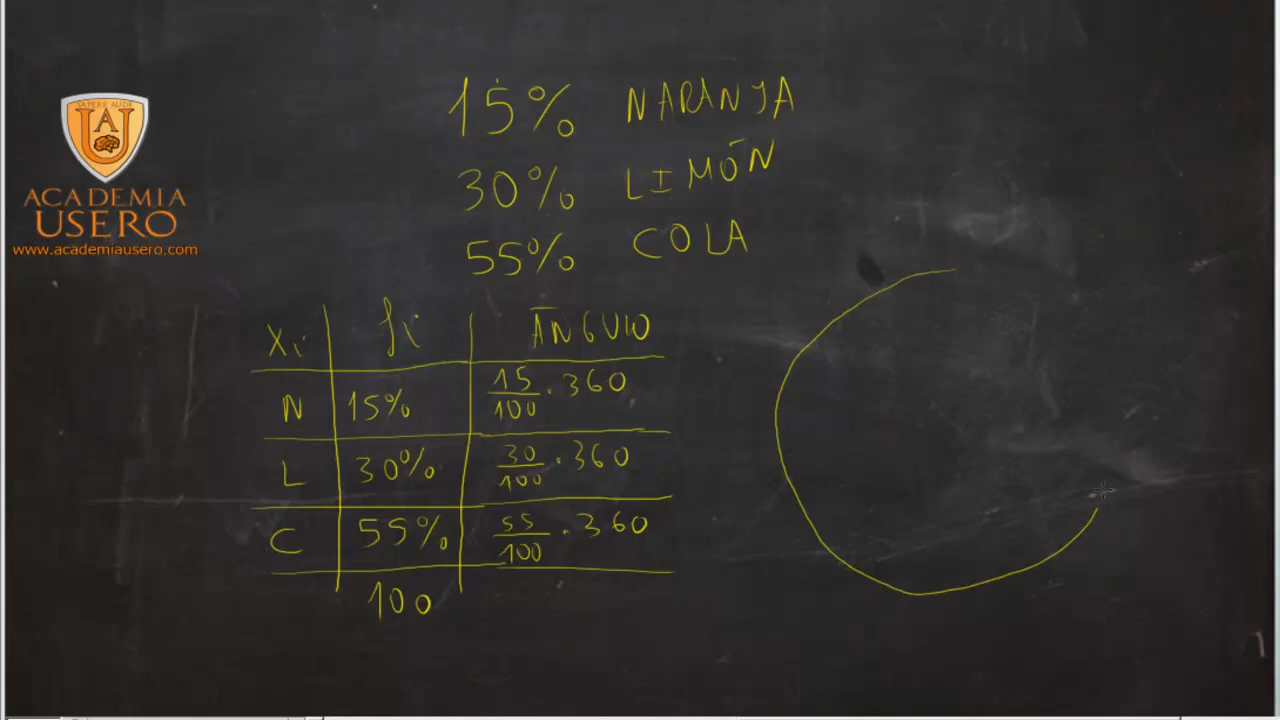 SAPERE AUDE
UAJ
ACADEMIA
USERO
www.academiausero.com
15% NARANJA
30% LIMÓN
55% COLA
Xi fi ÁNGULO
N 15% 15/100 · 360
L 30% 30/100 · 360
C 55% 55/100 · 360
100